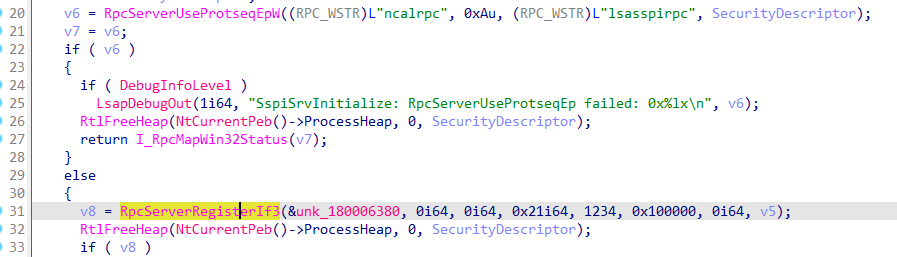 20 v6 = RpcServerUseProtseqEpW((RPC_WSTR)L"ncalrpc", 0xAu, (RPC_WSTR)L"lsasspirpc", SecurityDescriptor);
21 v7 = v6;
22 if ( v6 )
23 {
24 if ( DebugInfoLevel )
25 LsapDebugOut(1i64, "SspiSrvInitialize: RpcServerUseProtseqEp failed: 0x%lx\n", v6);
26 RtlFreeHeap(NtCurrentPeb()->ProcessHeap, 0, SecurityDescriptor);
27 return I_RpcMapWin32Status(v7);
28 }
29 else
30 {
31 v8 = RpcServerRegisterIf3(&unk_180006380, 0i64, 0i64, 0x21i64, 1234, 0x100000, 0i64, v5);
32 RtlFreeHeap(NtCurrentPeb()->ProcessHeap, 0, SecurityDescriptor);
33 if ( v8 )